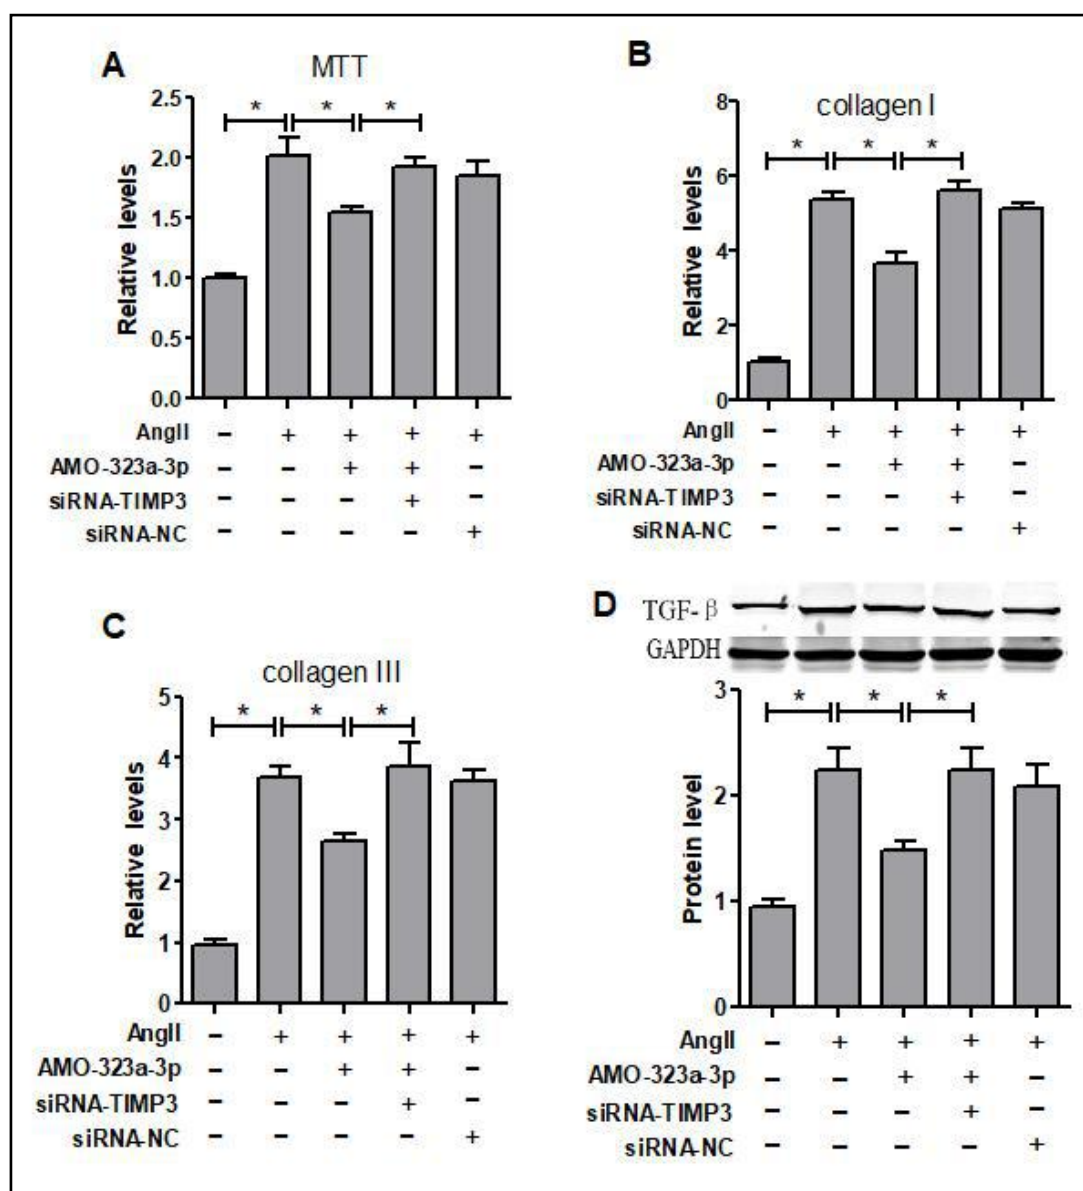 A
MTT
Relative levels
2.5
2.0
1.5
1.0
0.5
0.0
* * *
AngII – + + + +
AMO-323a-3p – – + + –
siRNA-TIMP3 – – – + –
siRNA-NC – – – – +
B
collagen I
Relative levels
8
6
4
2
0
* * *
AngII – + + + +
AMO-323a-3p – – + + –
siRNA-TIMP3 – – – + –
siRNA-NC – – – – +
C
collagen III
Relative levels
5
4
3
2
1
0
* * *
AngII – + + + +
AMO-323a-3p – – + + –
siRNA-TIMP3 – – – + –
siRNA-NC – – – – +
D
TGF-β
GAPDH
Protein level
3
2
1
0
* * *
AngII – + + + +
AMO-323a-3p – – + + –
siRNA-TIMP3 – – – + –
siRNA-NC – – – – +